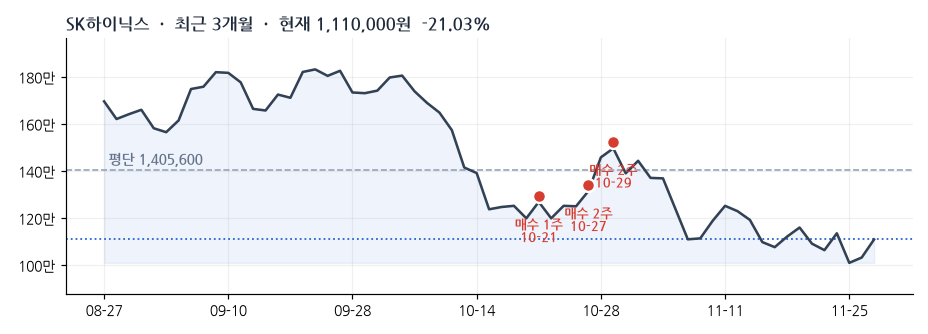 SK하이닉스 · 최근 3개월 · 현재 1,110,000원 -21.03%
180만
160만
평단 1,405,600
140만
120만
100만
매수 1주
10-21
매수 2주
10-27
매수 2주
10-29
08-27
09-10
09-28
10-14
10-28
11-11
11-25